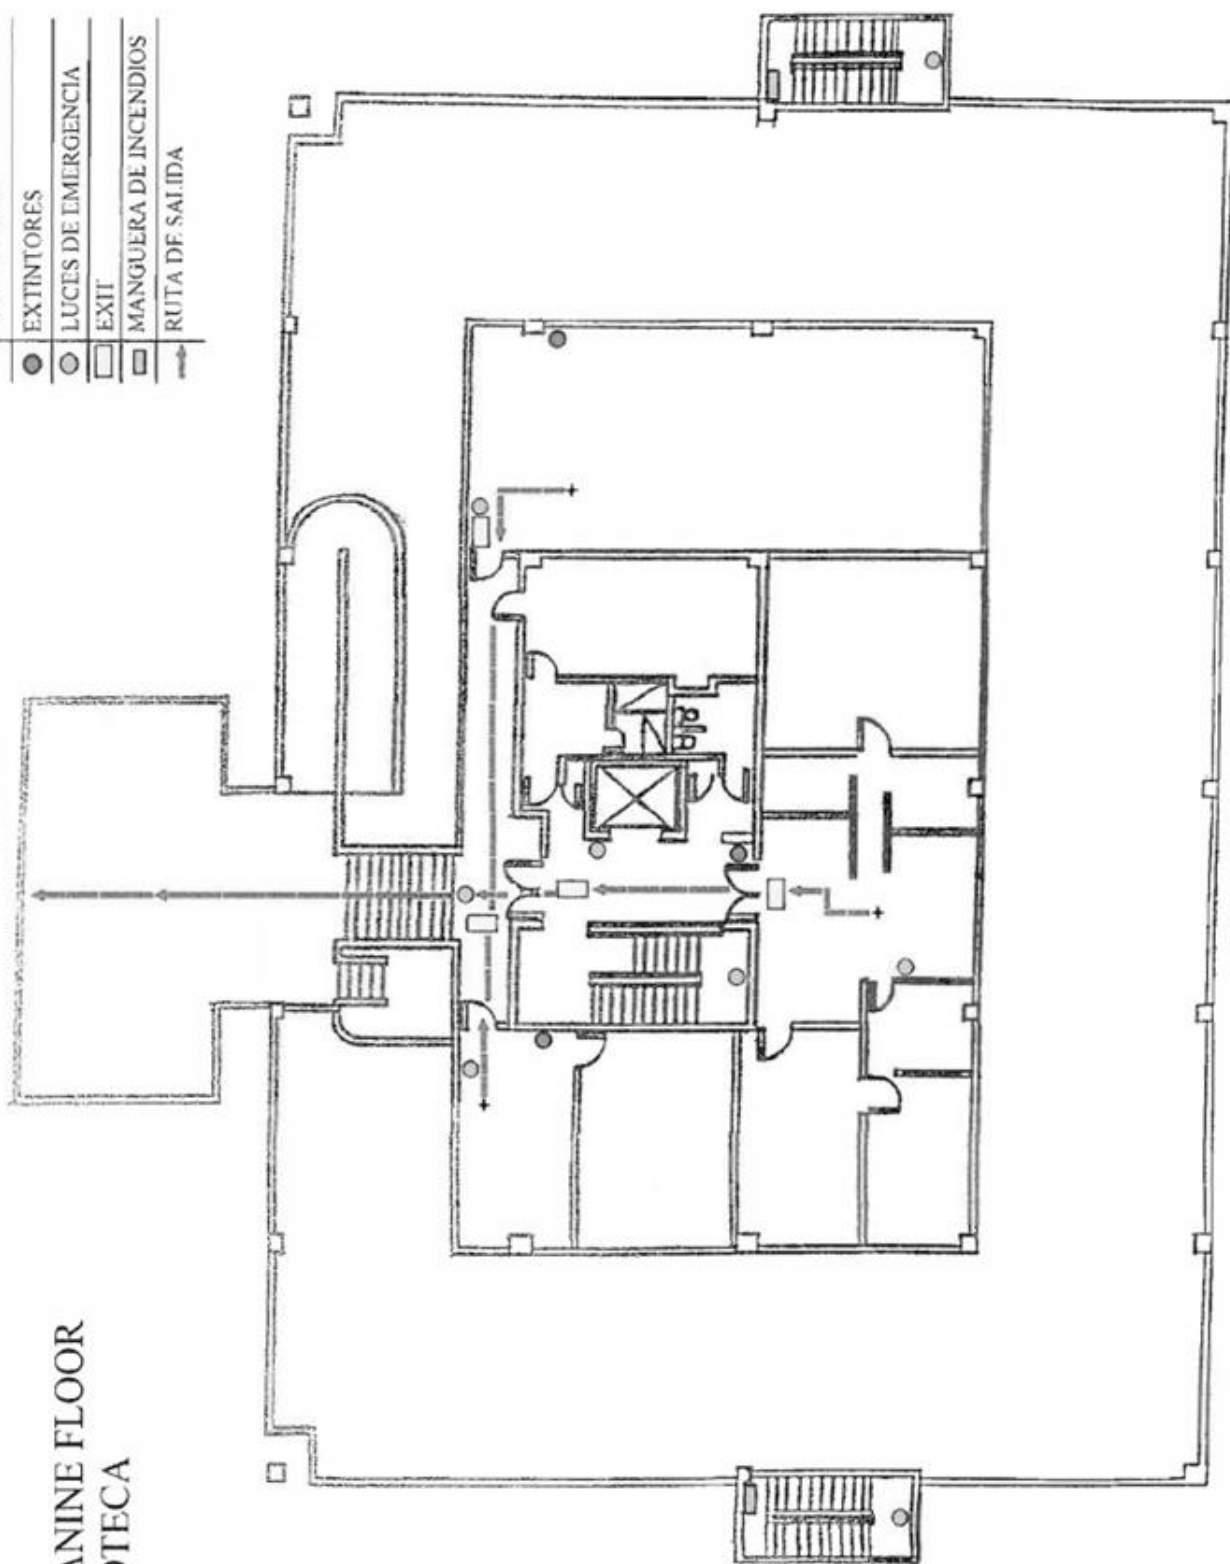 EXTINTORES
LUCES DE EMERGENCIA
EXIT
MANGUERA DE INCENDIOS
RUTA DE SALIDA
ANINE FLOOR
OTECA